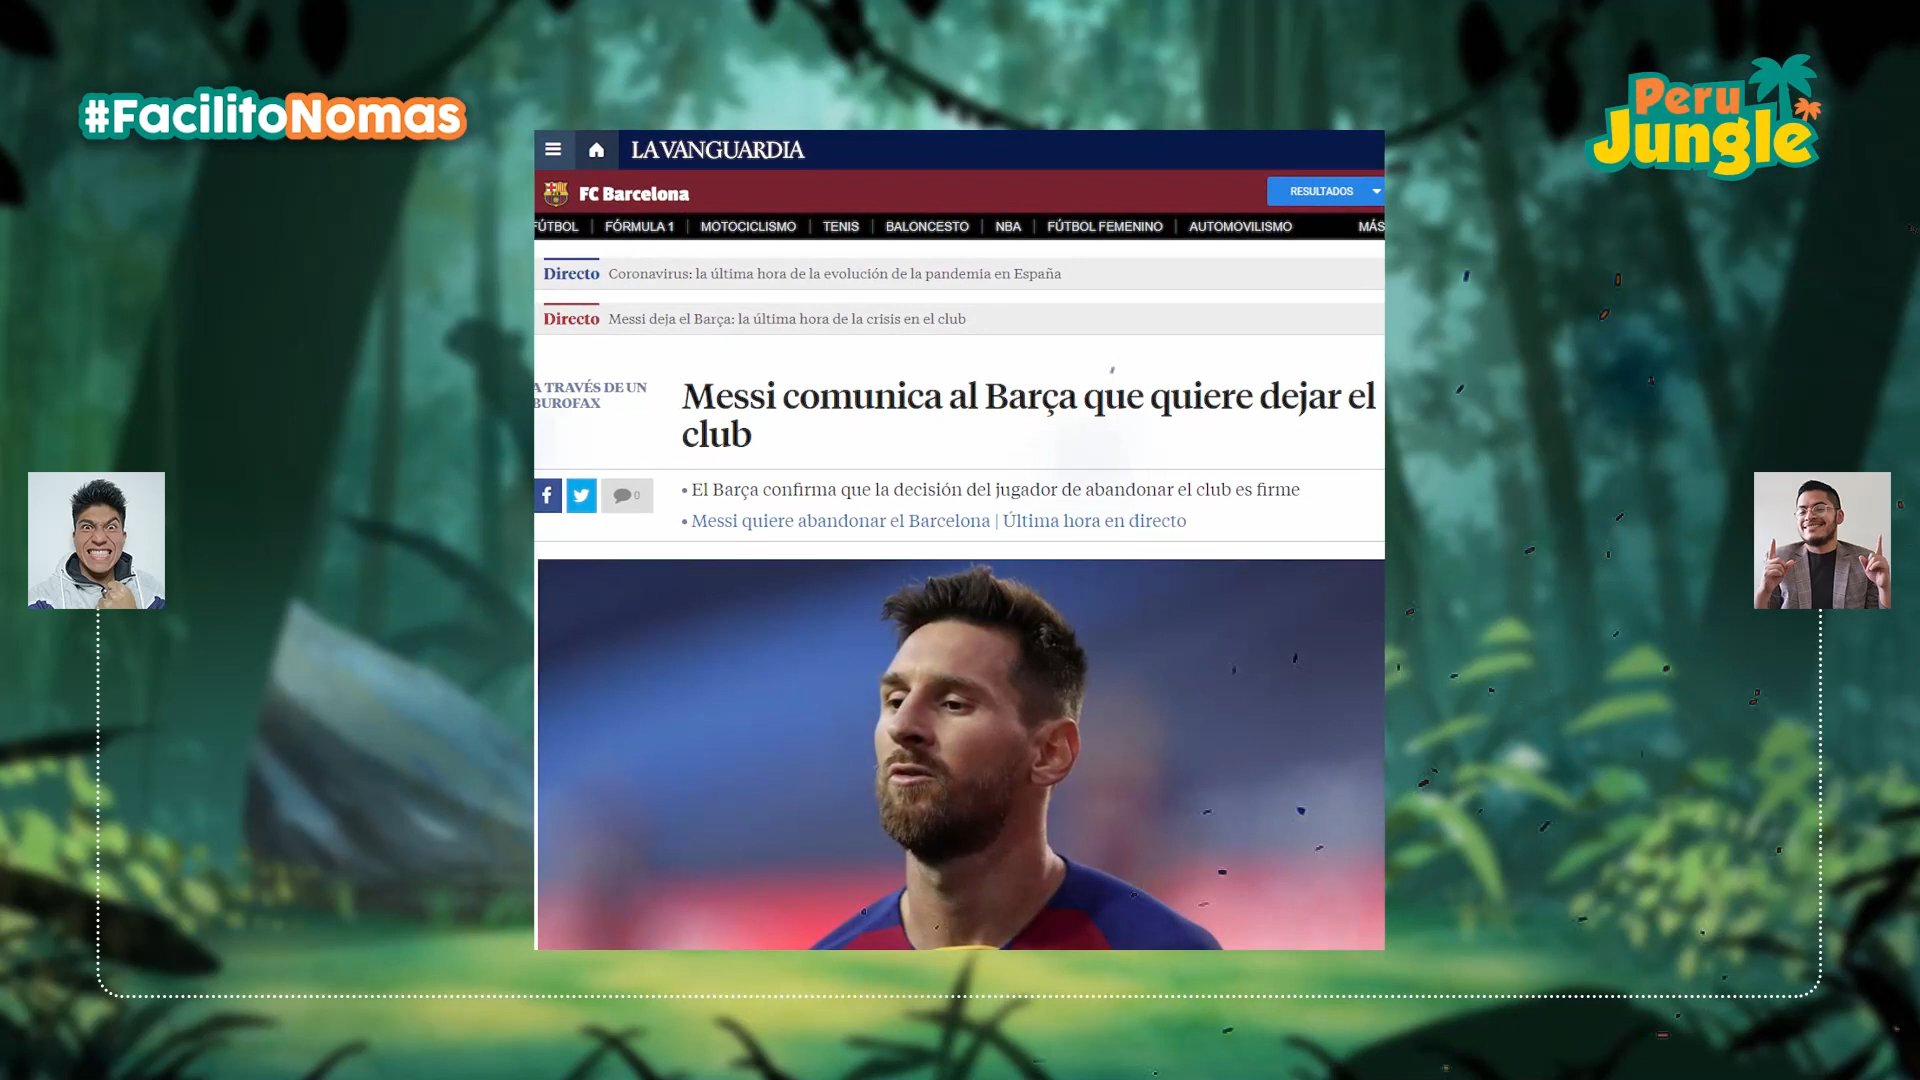 #FacilitoNomas
Peru
Jungle
LA VANGUARDIA
FC Barcelona
RESULTADOS
FÚTBOL
FÓRMULA 1
MOTOCICLISMO
TENIS
BALONCESTO
NBA
FÚTBOL FEMENINO
AUTOMOVILISMO
MÁS
Directo Coronavirus: la última hora de la evolución de la pandemia en España
Directo Messi deja el Barça: la última hora de la crisis en el club
A TRAVÉS DE UN
BUROFAX
Messi comunica al Barça que quiere dejar el
club
0
• El Barça confirma que la decisión del jugador de abandonar el club es firme
• Messi quiere abandonar el Barcelona | Última hora en directo